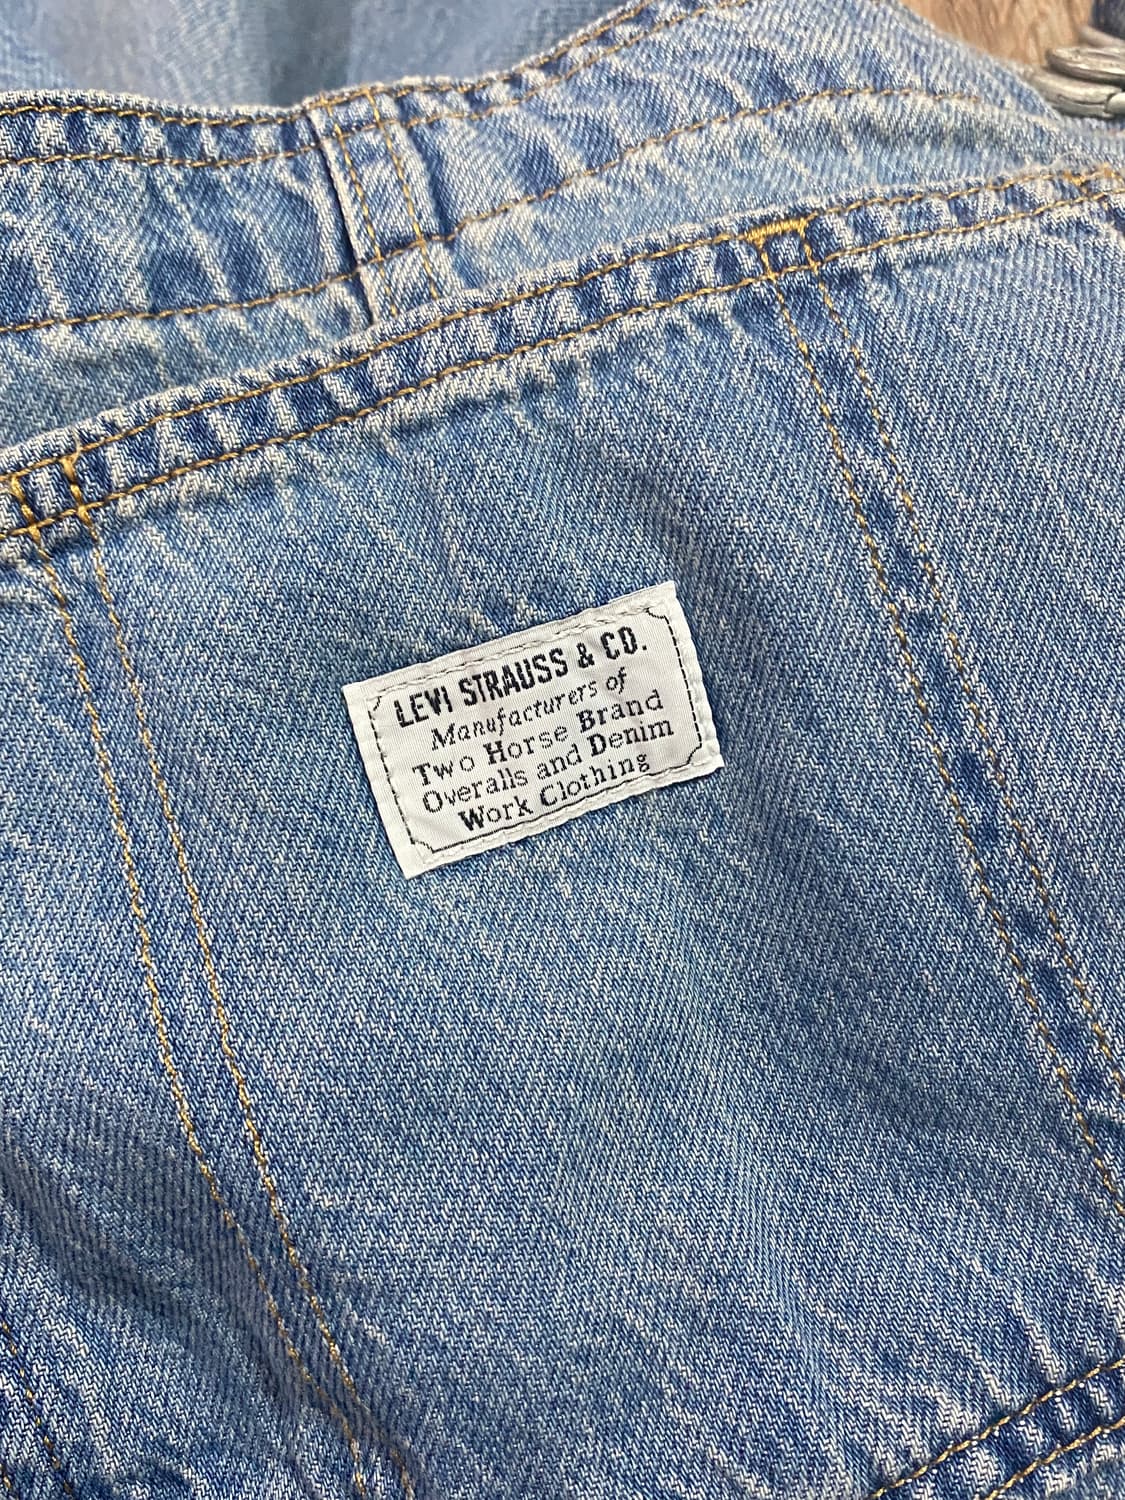 LEVI STRAUSS & CO.
Manufacturers of
Two Horse Brand
Overalls and Denim
Work Clothing